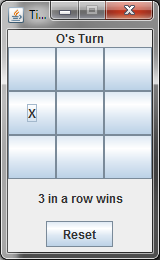 Ti...
O's Turn
X
3 in a row wins
Reset